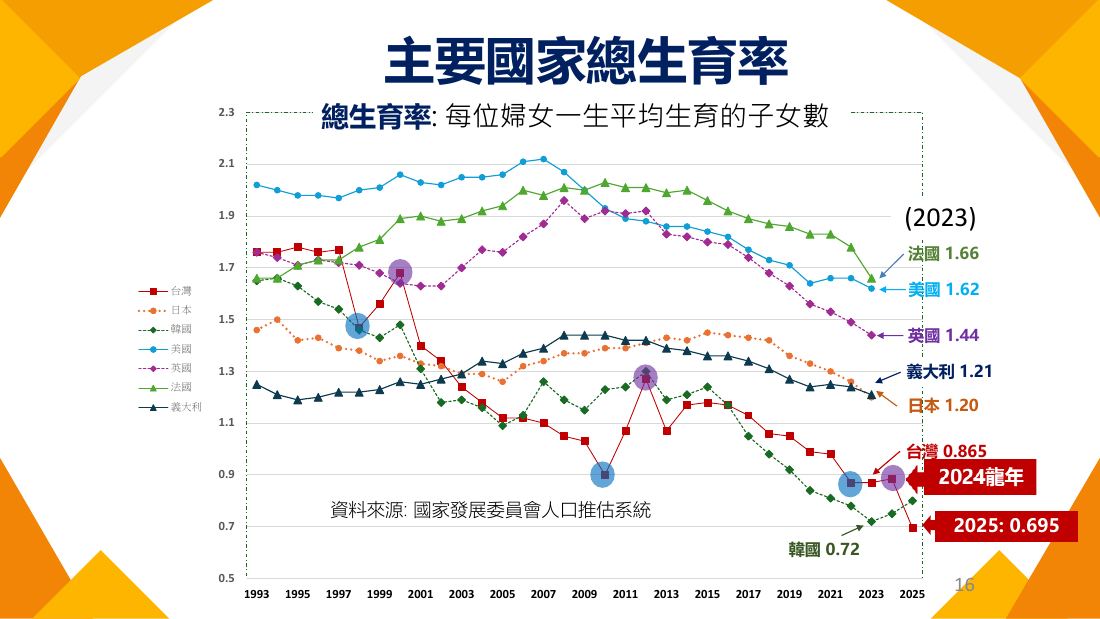 主要國家總生育率
總生育率: 每位婦女一生平均生育的子女數
2.3
2.1
1.9
1.7
1.5
1.3
1.1
0.9
0.7
0.5
台灣
日本
韓國
美國
英國
法國
義大利
(2023)
法國 1.66
美國 1.62
英國 1.44
義大利 1.21
日本 1.20
台灣 0.865
2024龍年
2025: 0.695
韓國 0.72
資料來源: 國家發展委員會人口推估系統
1993 1995 1997 1999 2001 2003 2005 2007 2009 2011 2013 2015 2017 2019 2021 2023 2025
16